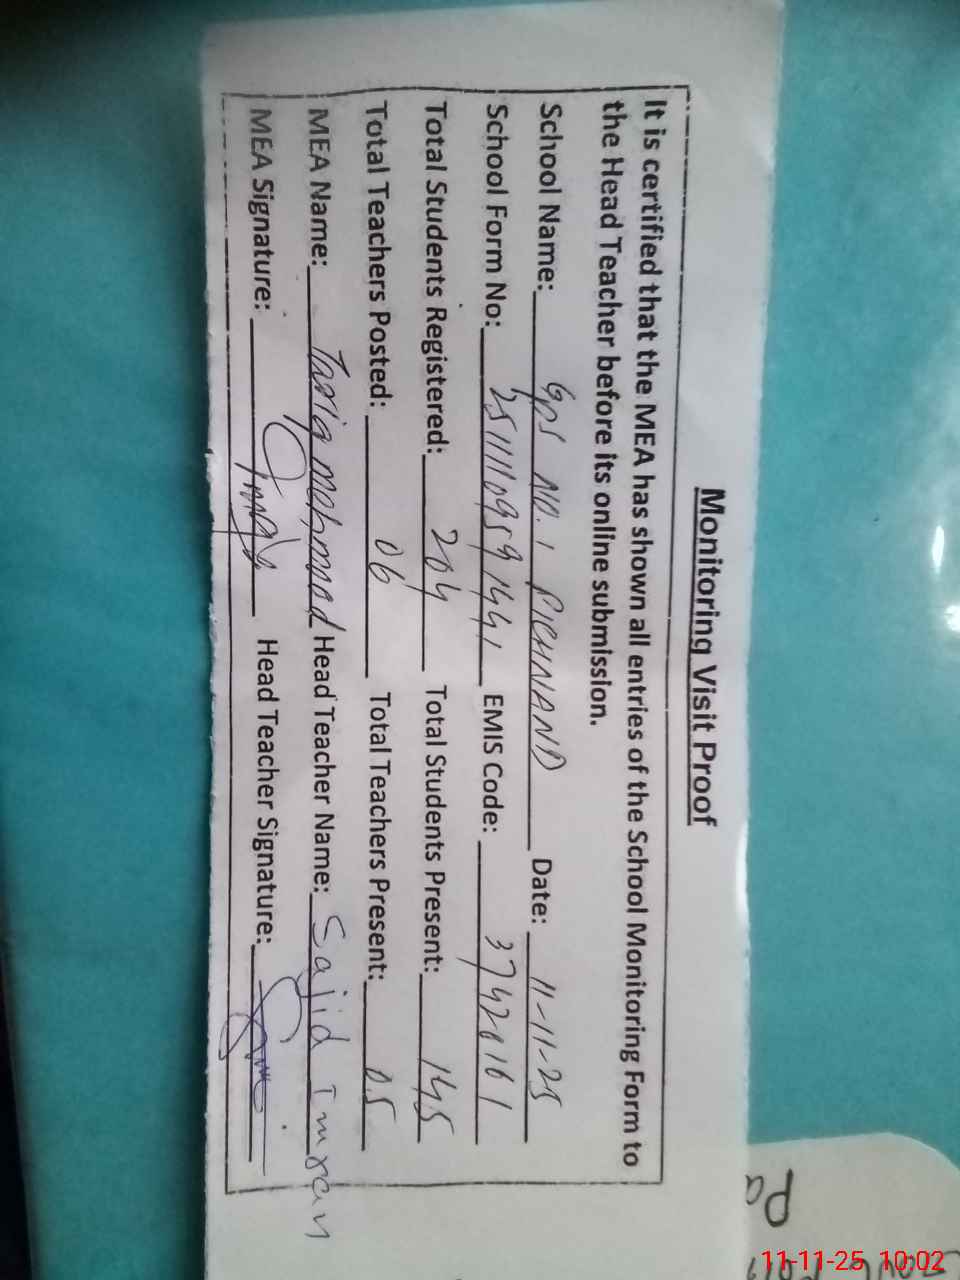 Monitoring Visit Proof
It is certified that the MEA has shown all entries of the School Monitoring Form to
the Head Teacher before its online submission.
School Name: GPS NO. 1 PICHNAND Date: 11-11-25
School Form No: 25111109591441 EMIS Code: 37420161
Total Students Registered: 204 Total Students Present: 145
Total Teachers Posted: 06 Total Teachers Present: 05
MEA Name: Tariq mehmood Head Teacher Name: Sajid Imran
MEA Signature: Head Teacher Signature:
Pa
11-11-25 10:02